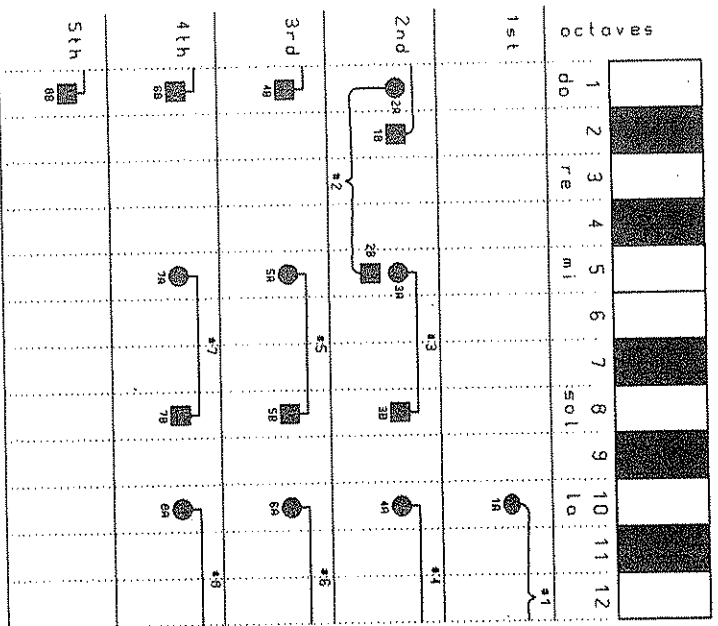 octaves
1 2 3 4 5 6 7 8 9 10 11 12
do re mi sol la
1st
1A #1
2nd
2A 1B 2B 3A #3 3B 4A #4
#2
3rd
4B 5A #5 5B 6A #6
4th
6B 7A #7 7B 8A #8
5th
8B